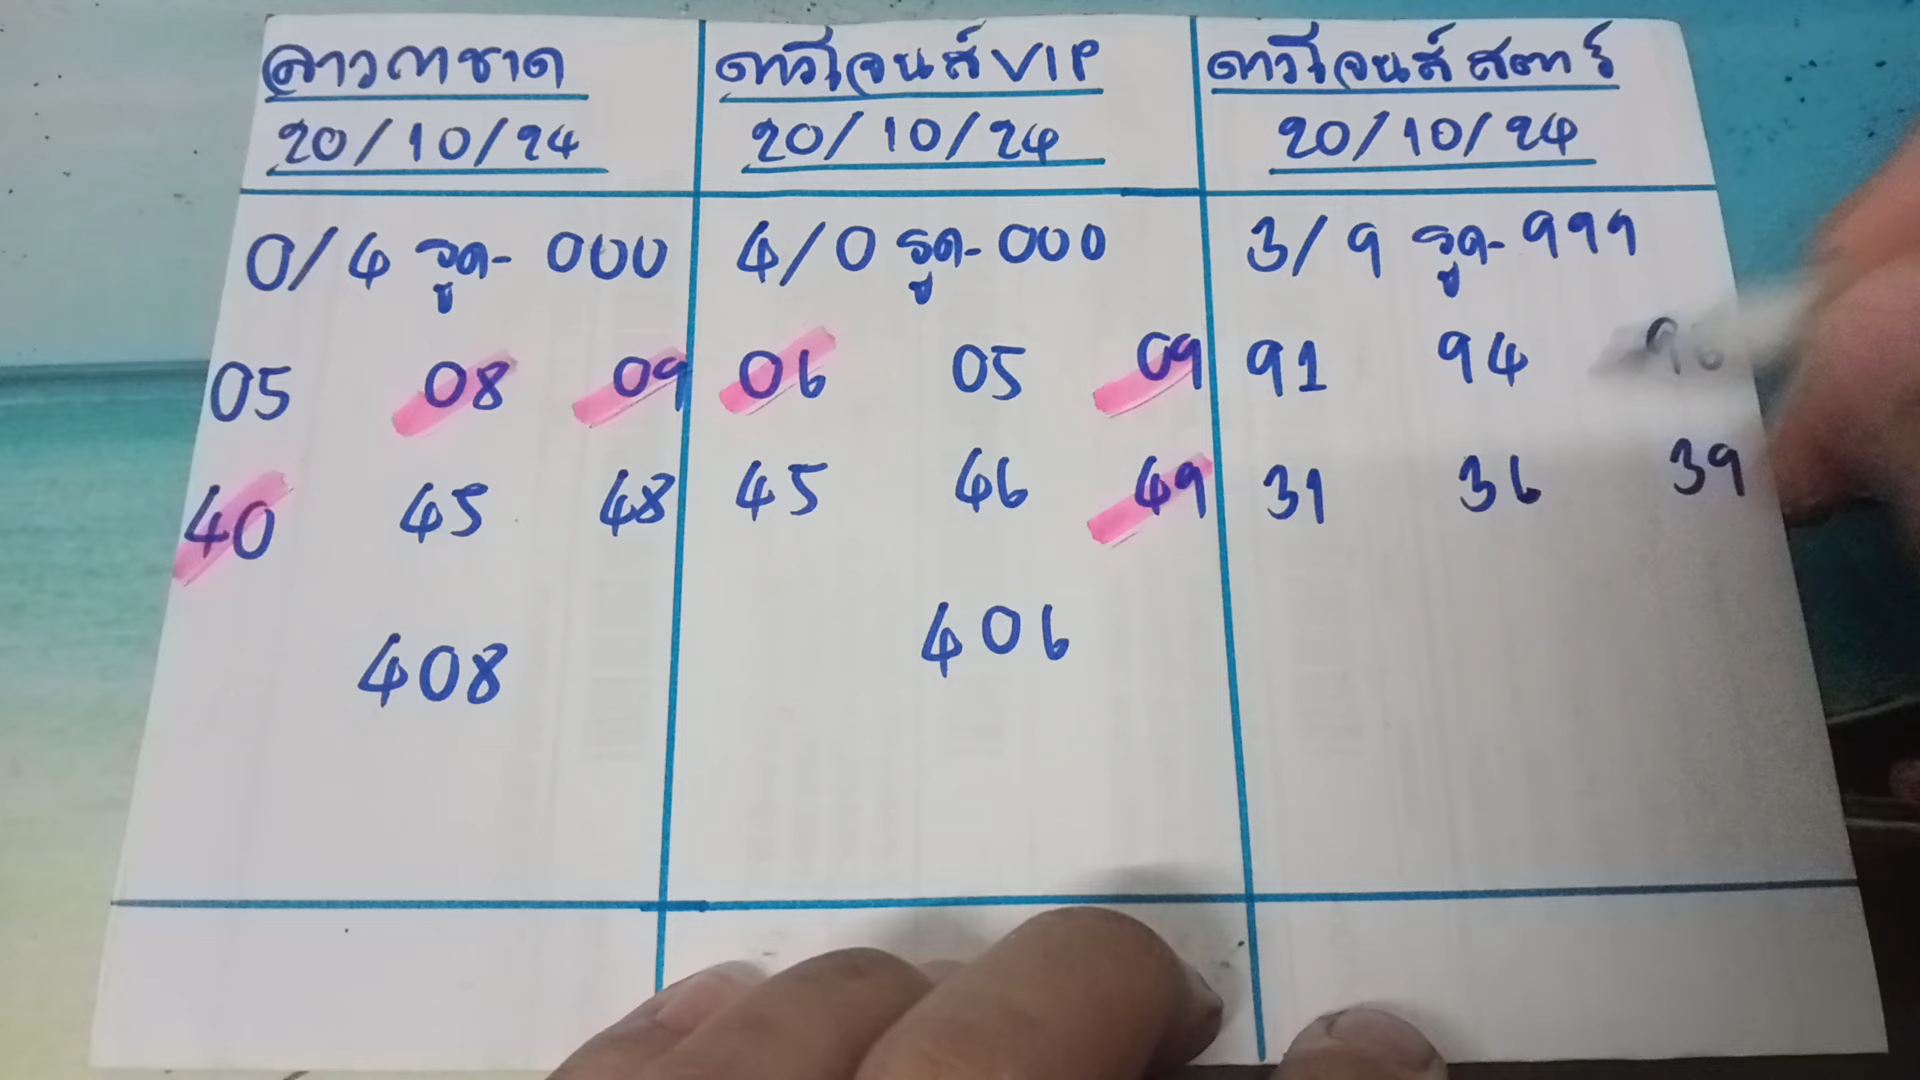 ลาวกาชาด
20/10/24
0/4 รูด- 000
05 08 09
40 45 48
408
ดาวโจนส์ VIP
20/10/24
4/0 รูด- 000
06 05 09
45 46 49
406
ดาวโจนส์ สตาร์
20/10/24
3/9 รูด- 999
91 94 96
31 36 39